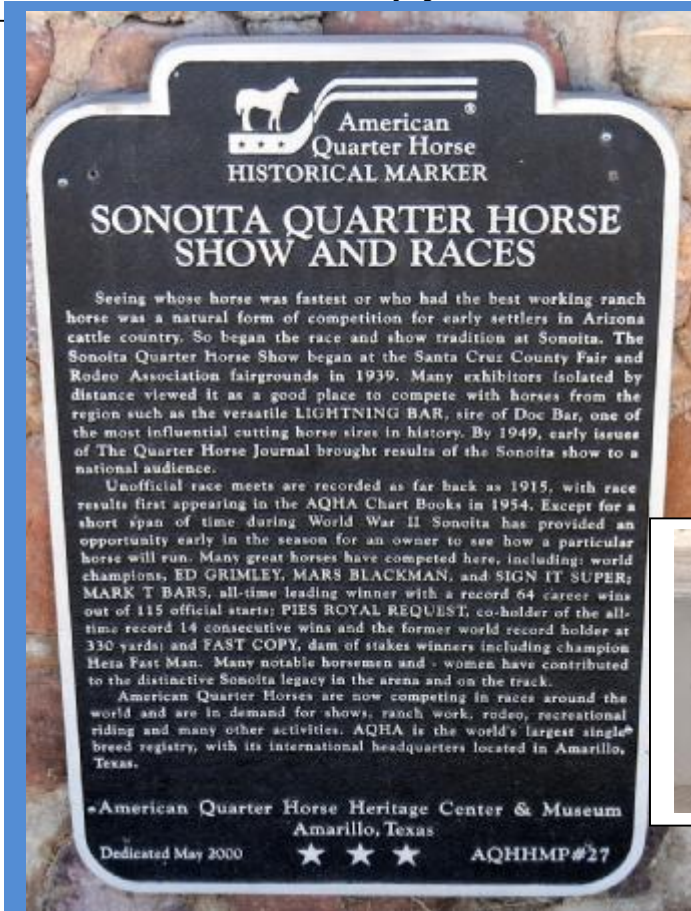 American
Quarter Horse
®
HISTORICAL MARKER
SONOITA QUARTER HORSE
SHOW AND RACES
Seeing whose horse was fastest or who had the best working ranch
horse was a natural form of competition for early settlers in Arizona
cattle country. So began the race and show tradition at Sonoita. The
Sonoita Quarter Horse Show began at the Santa Cruz County Fair and
Rodeo Association fairgrounds in 1939. Many exhibitors isolated by
distance viewed it as a good place to compete with horses from the
region such as the versatile LIGHTNING BAR, sire of Doc Bar, one of
the most influential cutting horse sires in history. By 1949, early issues
of The Quarter Horse Journal brought results of the Sonoita show to a
national audience.
Unofficial race meets are recorded as far back as 1915, with race
results first appearing in the AQHA Chart Books in 1954. Except for a
short span of time during World War II Sonoita has provided an
opportunity early in the season for an owner to see how a particular
horse will run. Many great horses have competed here, including: world
champions, ED GRIMLEY, MARS BLACKMAN, and SIGN IT SUPER;
MARK T BARS, all-time leading winner with a record 64 career wins
out of 115 official starts; PIES ROYAL REQUEST, co-holder of the all-
time record 14 consecutive wins and the former world record holder at
330 yards; and FAST COPY, dam of stakes winners including champion
Heza Fast Man. Many notable horsemen and - women have contributed
to the distinctive Sonoita legacy in the arena and on the track.
American Quarter Horses are now competing in races around the
world and are in demand for shows, ranch work, rodeo, recreational
riding and many other activities. AQHA is the world's largest single
breed registry, with its international headquarters located in Amarillo,
Texas.
American Quarter Horse Heritage Center & Museum
Amarillo, Texas
Dedicated May 2000 AQHHMP#27